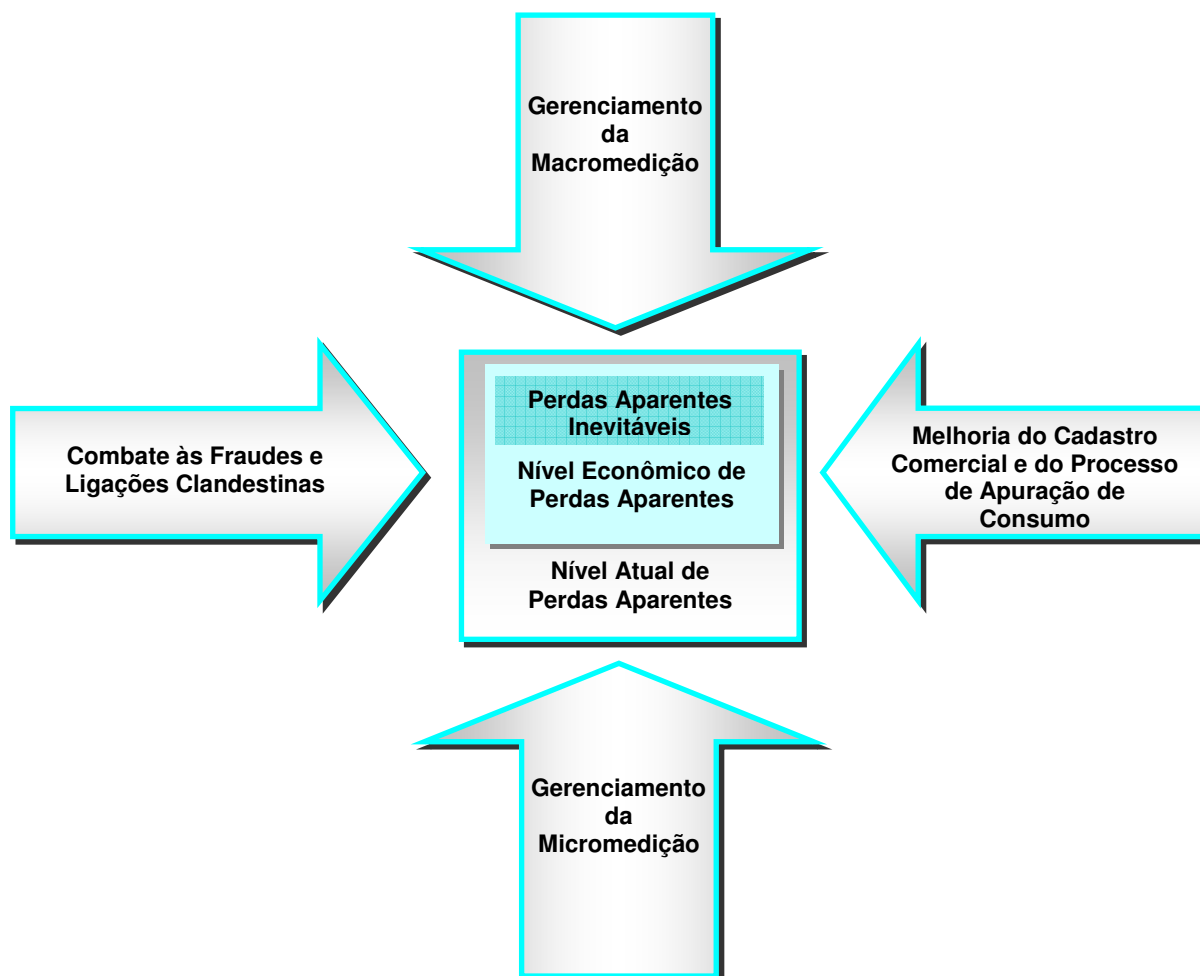 Gerenciamento
da
Macromedição
Combate às Fraudes e
Ligações Clandestinas
Perdas Aparentes
Inevitáveis
Nível Econômico de
Perdas Aparentes
Nível Atual de
Perdas Aparentes
Melhoria do Cadastro
Comercial e do Processo
de Apuração de
Consumo
Gerenciamento
da
Micromedição